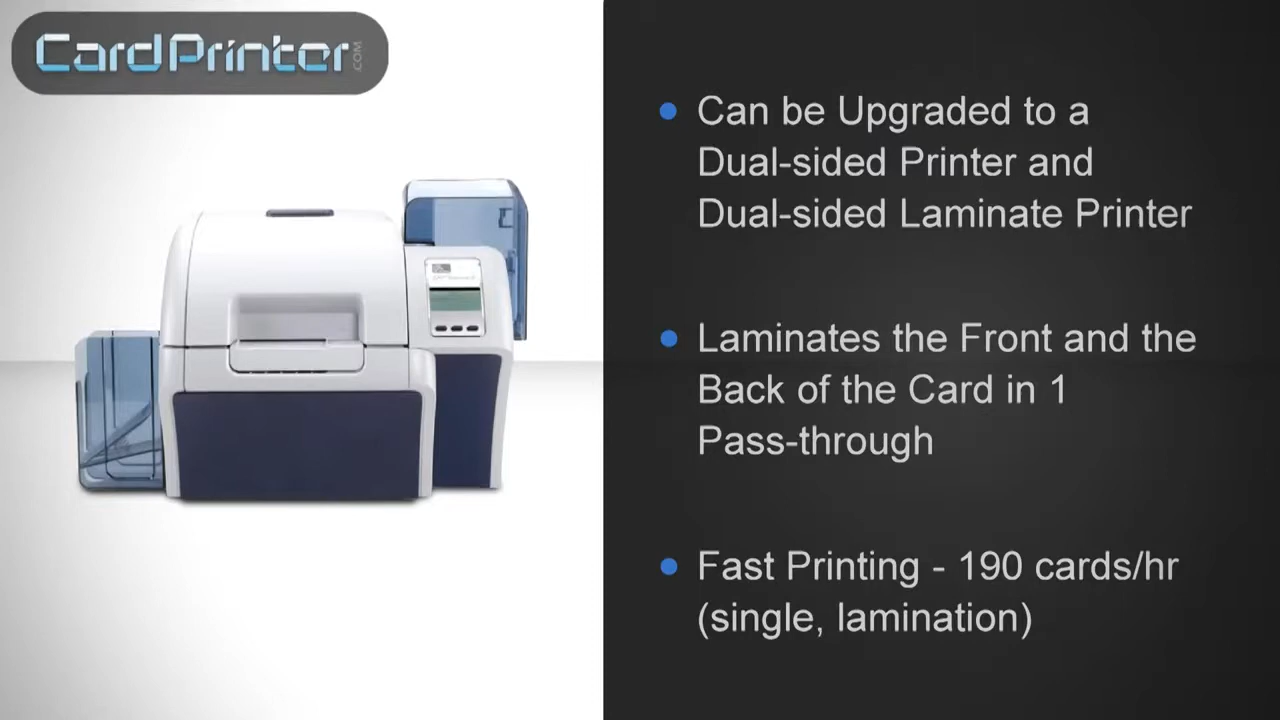 CardPrinter.COM
Can be Upgraded to a
Dual-sided Printer and
Dual-sided Laminate Printer
Laminates the Front and the
Back of the Card in 1
Pass-through
Fast Printing - 190 cards/hr
(single, lamination)